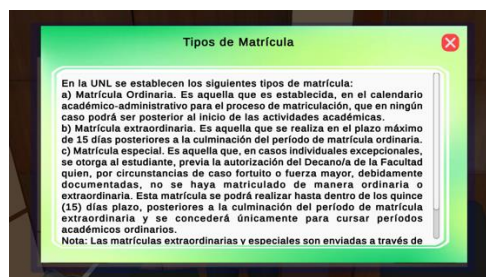 Tipos de Matrícula
En la UNL se establecen los siguientes tipos de matrícula:
a) Matrícula Ordinaria. Es aquella que es establecida, en el calendario
académico-administrativo para el proceso de matriculación, que en ningún
caso podrá ser posterior al inicio de las actividades académicas.
b) Matrícula extraordinaria. Es aquella que se realiza en el plazo máximo
de 15 días posteriores a la culminación del período de matrícula ordinaria.
c) Matrícula especial. Es aquella que, en casos individuales excepcionales,
se otorga al estudiante, previa la autorización del Decano/a de la Facultad
quien, por circunstancias de caso fortuito o fuerza mayor, debidamente
documentadas, no se haya matriculado de manera ordinaria o
extraordinaria. Esta matrícula se podrá realizar hasta dentro de los quince
(15) días plazo, posteriores a la culminación del período de matrícula
extraordinaria y se concederá únicamente para cursar períodos
académicos ordinarios.
Nota: Las matrículas extraordinarias y especiales son enviadas a través de